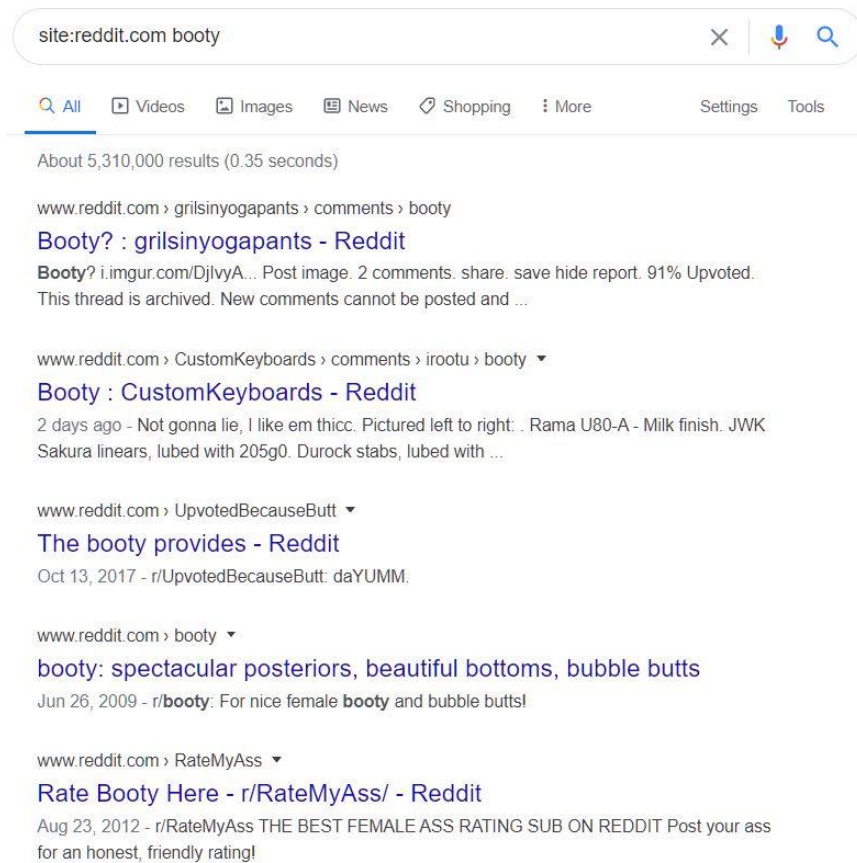 site:reddit.com booty
All Videos Images News Shopping More Settings Tools
About 5,310,000 results (0.35 seconds)
www.reddit.com › grilsinyogapants › comments › booty
Booty? : grilsinyogapants - Reddit
Booty? i.imgur.com/DjIvyA... Post image. 2 comments. share. save hide report. 91% Upvoted.
This thread is archived. New comments cannot be posted and ...
www.reddit.com › CustomKeyboards › comments › irootu › booty
Booty : CustomKeyboards - Reddit
2 days ago - Not gonna lie, I like em thicc. Pictured left to right: . Rama U80-A - Milk finish. JWK
Sakura linears, lubed with 205g0. Durock stabs, lubed with ...
www.reddit.com › UpvotedBecauseButt
The booty provides - Reddit
Oct 13, 2017 - r/UpvotedBecauseButt: daYUMM.
www.reddit.com › booty
booty: spectacular posteriors, beautiful bottoms, bubble butts
Jun 26, 2009 - r/booty: For nice female booty and bubble butts!
www.reddit.com › RateMyAss
Rate Booty Here - r/RateMyAss/ - Reddit
Aug 23, 2012 - r/RateMyAss THE BEST FEMALE ASS RATING SUB ON REDDIT Post your ass
for an honest, friendly rating!